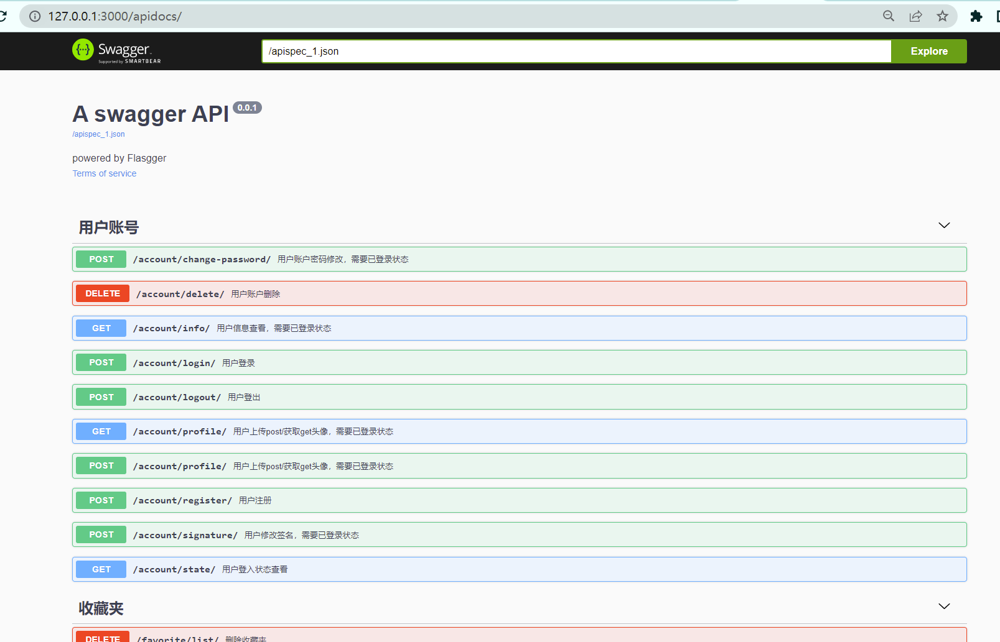 127.0.0.1:3000/apidocs/
{···} Swagger™
Supported by SMARTBEAR
/apispec_1.json
Explore
A swagger API 0.0.1
/apispec_1.json
powered by Flasgger
Terms of service
用户账号
POST /account/change-password/ 用户账户密码修改，需要已登录状态
DELETE /account/delete/ 用户账户删除
GET /account/info/ 用户信息查看，需要已登录状态
POST /account/login/ 用户登录
POST /account/logout/ 用户登出
GET /account/profile/ 用户上传post/获取get头像，需要已登录状态
POST /account/profile/ 用户上传post/获取get头像，需要已登录状态
POST /account/register/ 用户注册
POST /account/signature/ 用户修改签名，需要已登录状态
GET /account/state/ 用户登入状态查看
收藏夹
DELETE /favorite/list/ 删除收藏夹